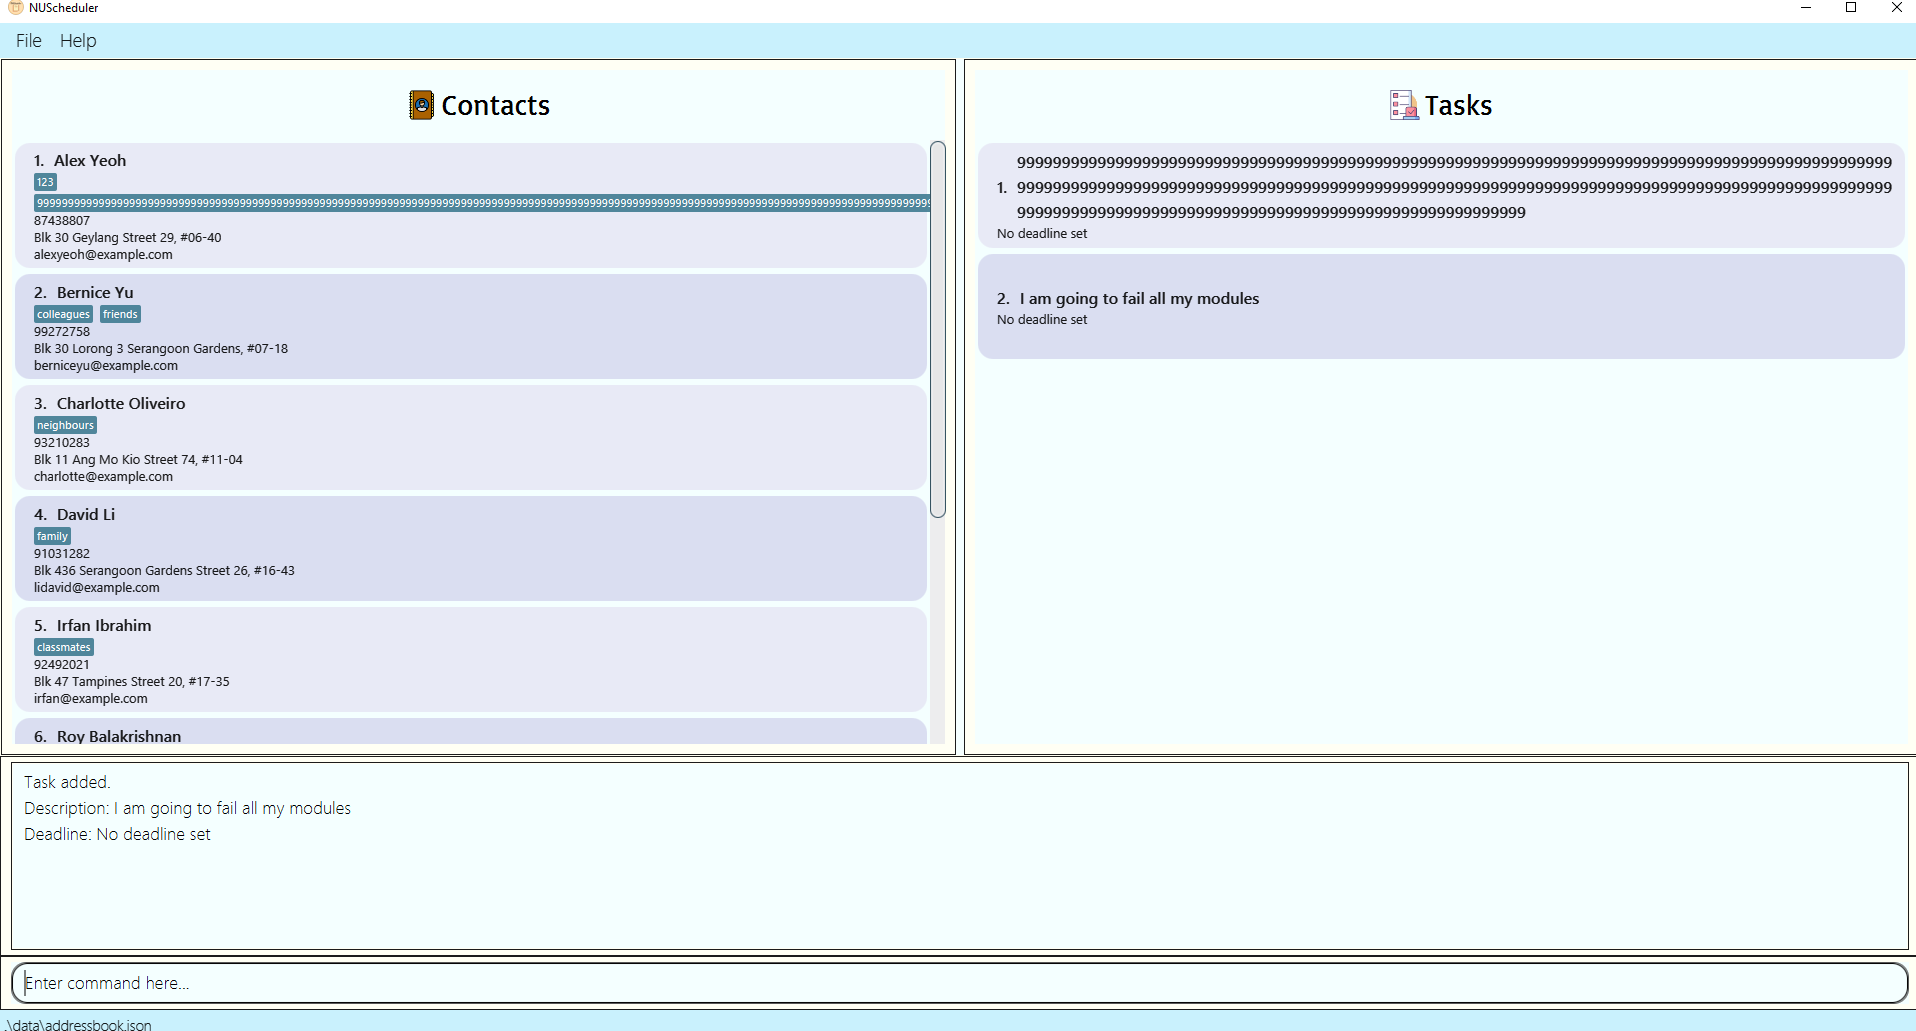 NUScheduler
File Help
Contacts
1. Alex Yeoh
123
99999999999999999999999999999999999999999999999999999999999999999999999999999999999999999999999999999999999999999999999999999999999999999999999999
87438807
Blk 30 Geylang Street 29, #06-40
alexyeoh@example.com
2. Bernice Yu
colleagues friends
99272758
Blk 30 Lorong 3 Serangoon Gardens, #07-18
berniceyu@example.com
3. Charlotte Oliveiro
neighbours
93210283
Blk 11 Ang Mo Kio Street 74, #11-04
charlotte@example.com
4. David Li
family
91031282
Blk 436 Serangoon Gardens Street 26, #16-43
lidavid@example.com
5. Irfan Ibrahim
classmates
92492021
Blk 47 Tampines Street 20, #17-35
irfan@example.com
6. Roy Balakrishnan
Tasks
9999999999999999999999999999999999999999999999999999999999999999999999999999999999999999999999999999
1. 9999999999999999999999999999999999999999999999999999999999999999999999999999999999999999999999999999
9999999999999999999999999999999999999999999999999999999999
No deadline set
2. I am going to fail all my modules
No deadline set
Task added.
Description: I am going to fail all my modules
Deadline: No deadline set
Enter command here...
.\data\addressbook.json